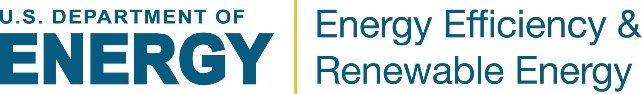 U.S. DEPARTMENT OF
ENERGY
Energy Efficiency &
Renewable Energy